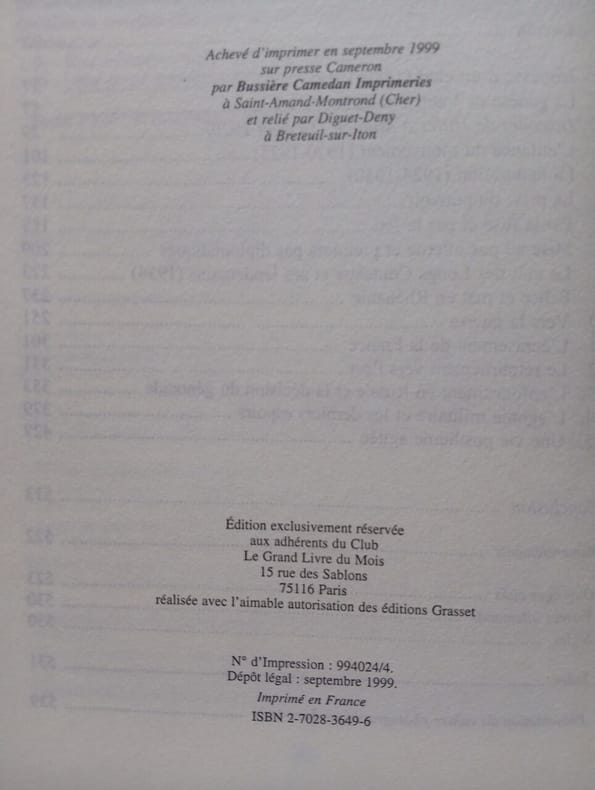 Achevé d'imprimer en septembre 1999
sur presse Cameron
par Bussière Camedan Imprimeries
à Saint-Amand-Montrond (Cher)
et relié par Diguet-Deny
à Breteuil-sur-Iton
Édition exclusivement réservée
aux adhérents du Club
Le Grand Livre du Mois
15 rue des Sablons
75116 Paris
réalisée avec l'aimable autorisation des éditions Grasset
N° d'Impression : 994024/4.
Dépôt légal : septembre 1999.
Imprimé en France
ISBN 2-7028-3649-6